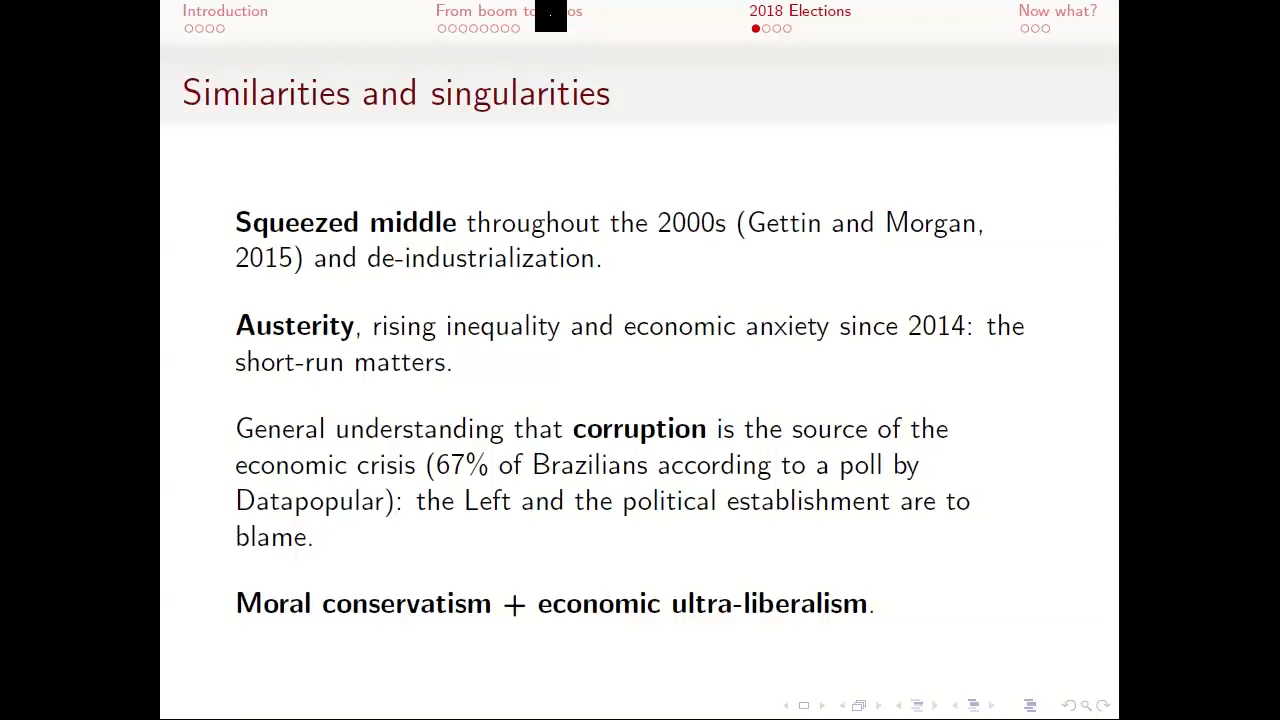 Introduction From boom to os 2018 Elections Now what?
Similarities and singularities
Squeezed middle throughout the 2000s (Gettin and Morgan,
2015) and de-industrialization.
Austerity, rising inequality and economic anxiety since 2014: the
short-run matters.
General understanding that corruption is the source of the
economic crisis (67% of Brazilians according to a poll by
Datapopular): the Left and the political establishment are to
blame.
Moral conservatism + economic ultra-liberalism.